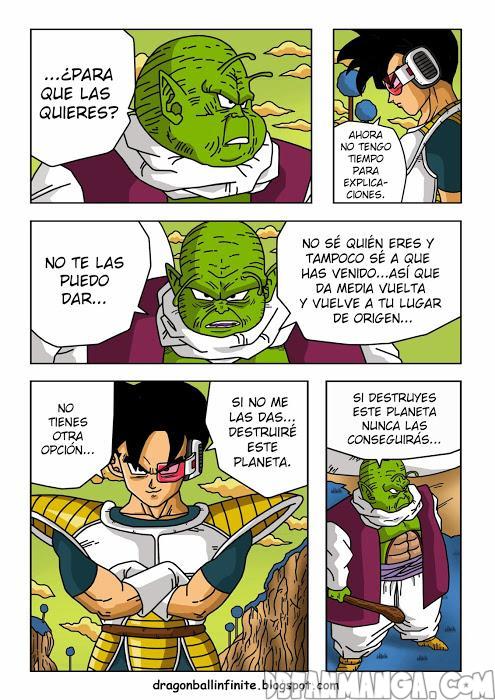 ...¿PARA
QUE LAS
QUIERES?
AHORA
NO TENGO
TIEMPO
PARA
EXPLICA-
CIONES.
NO TE LAS
PUEDO
DAR...
NO SÉ QUIÉN ERES Y
TAMPOCO SÉ A QUE
HAS VENIDO...ASÍ QUE
DA MEDIA VUELTA
Y VUELVE A TU LUGAR
DE ORIGEN...
NO
TIENES
OTRA
OPCIÓN...
SI NO ME
LAS DAS...
DESTRUIRÉ
ESTE
PLANETA.
SI DESTRUYES
ESTE PLANETA
NUNCA LAS
CONSEGUIRÁS...
dragonballinfinite.blogspot.com